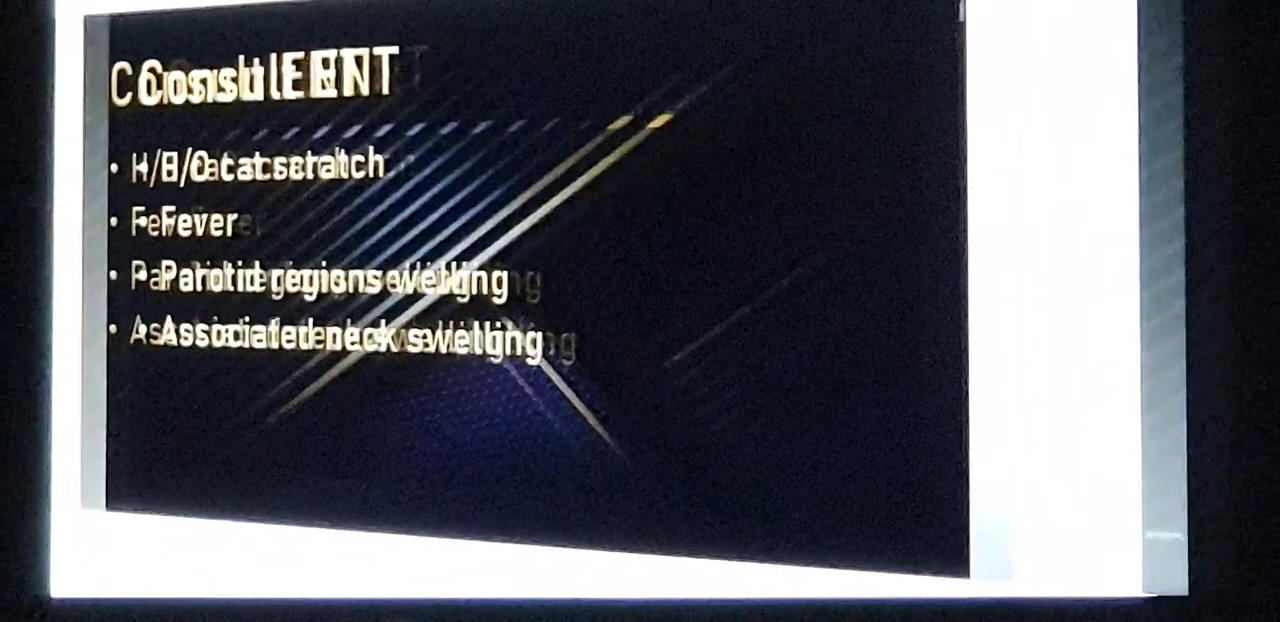 Consult ENT
• H/O cat scratch
• Fever
• Parotid region swelling
• Associated neck swelling